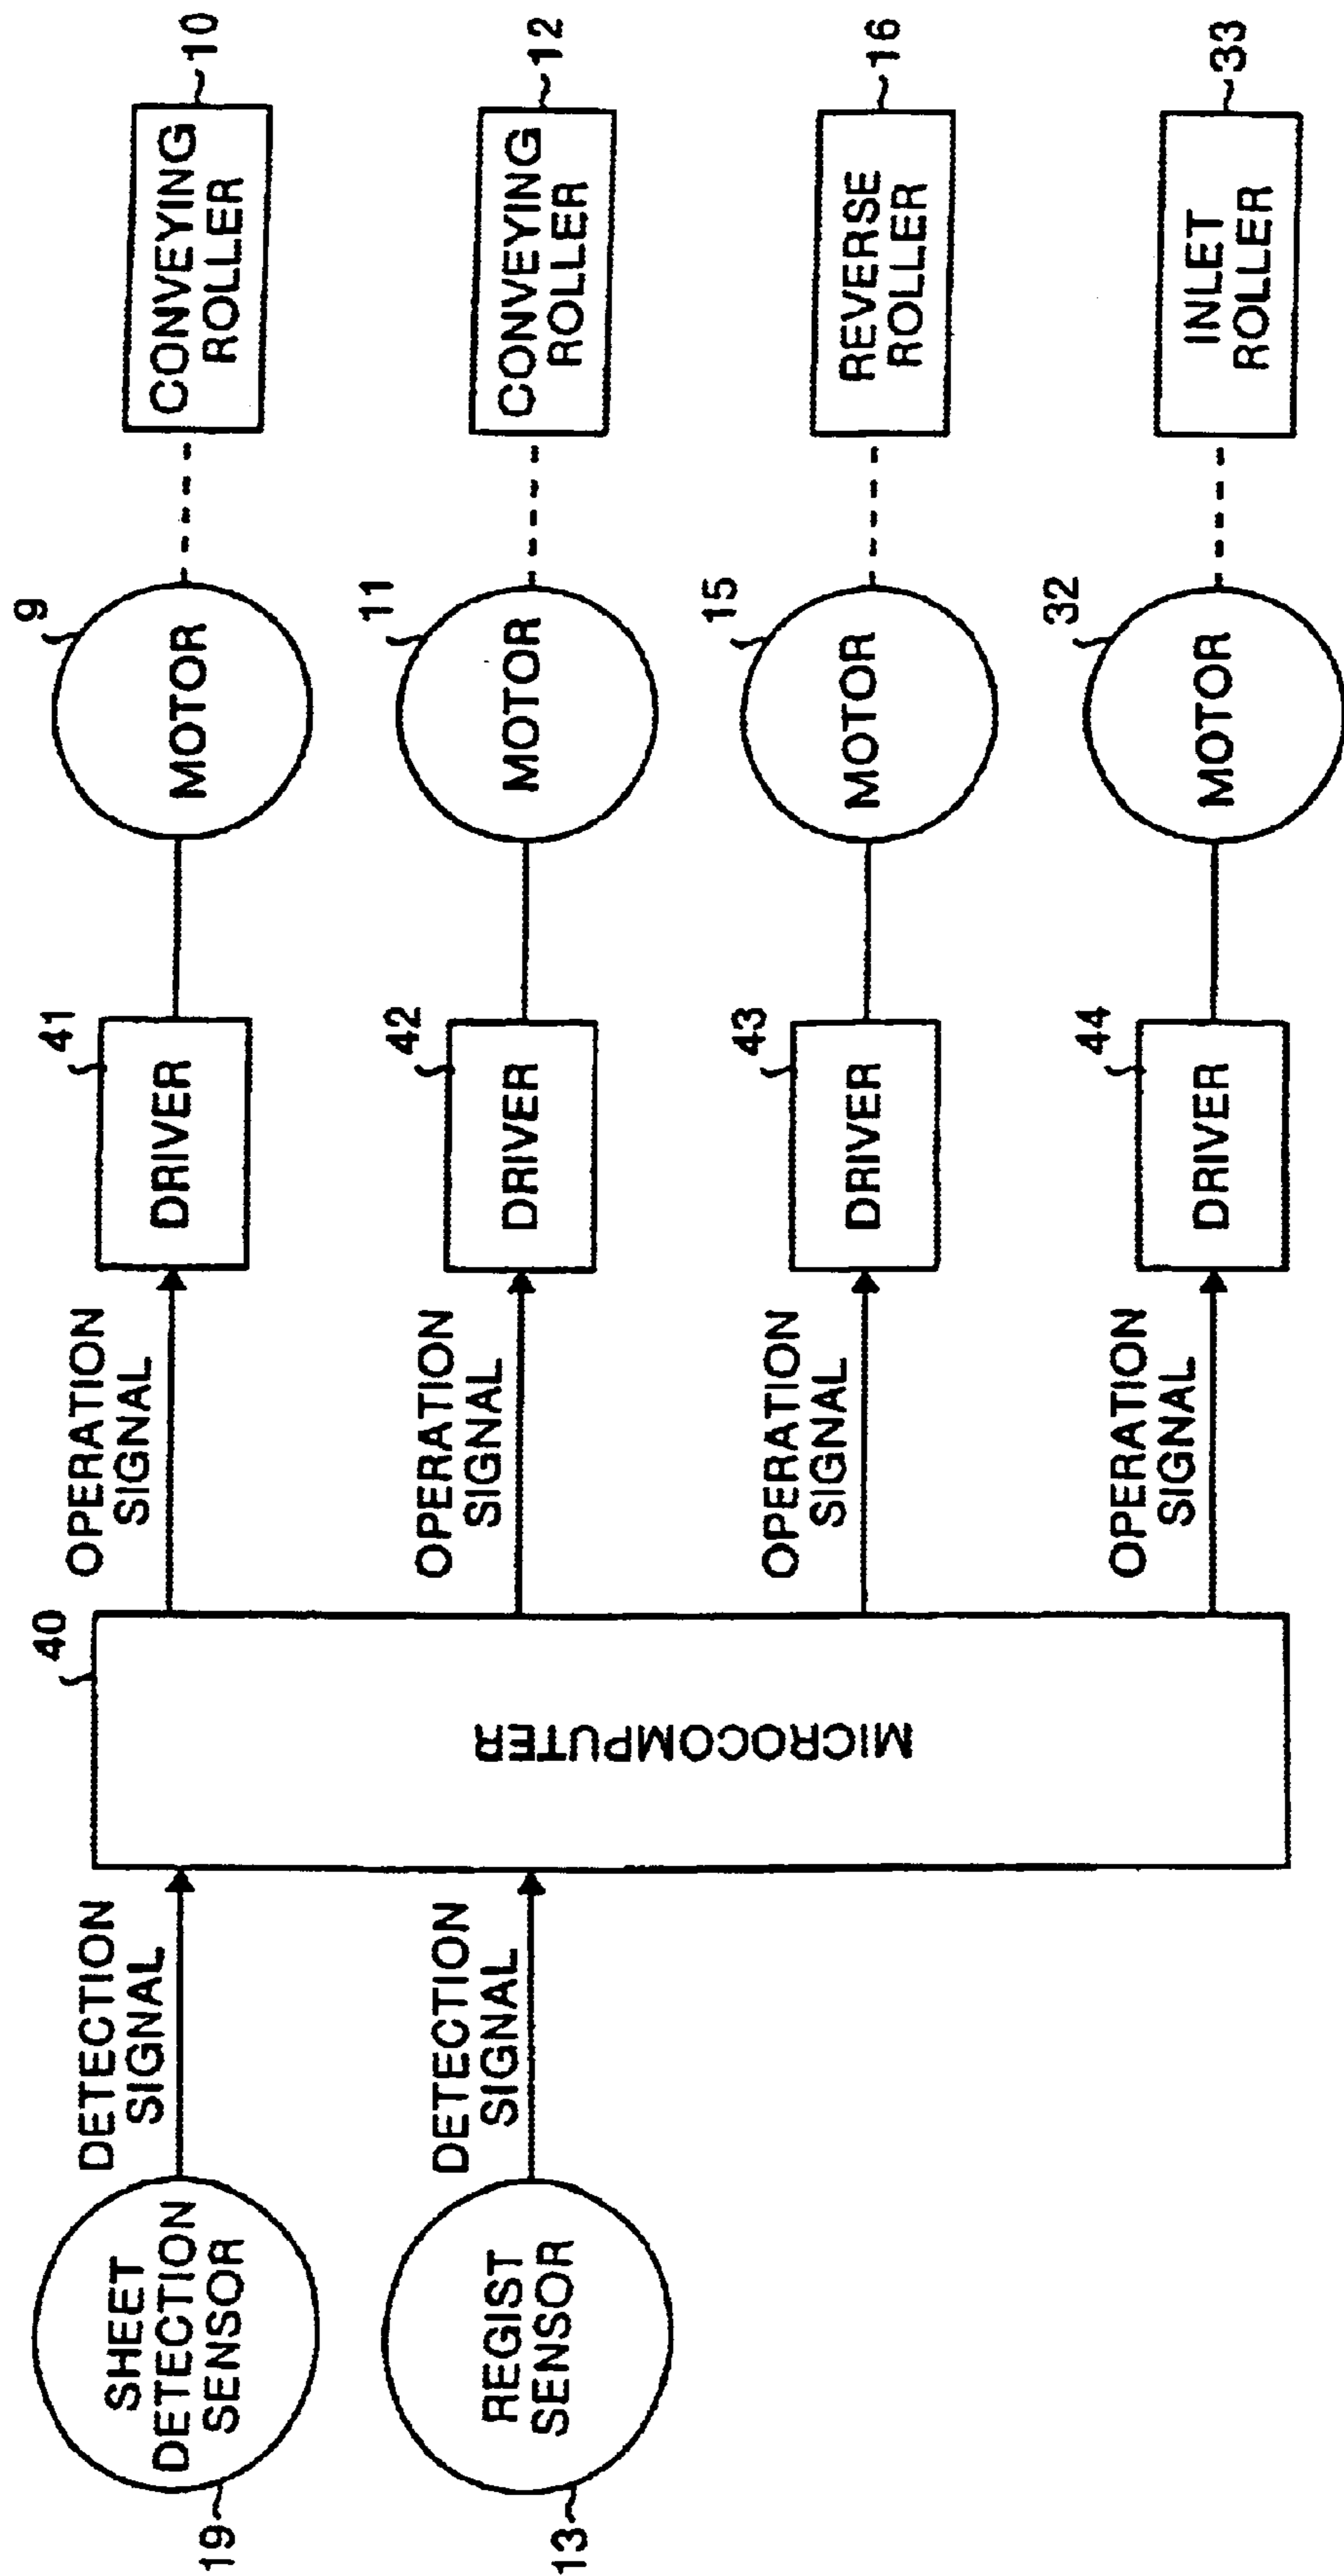 SHEET
DETECTION
SENSOR
19
DETECTION
SIGNAL
REGIST
SENSOR
13
DETECTION
SIGNAL
40
MICROCOMPUTER
OPERATION
SIGNAL
41
DRIVER
9
MOTOR
CONVEYING
ROLLER
10
OPERATION
SIGNAL
42
DRIVER
11
MOTOR
CONVEYING
ROLLER
12
OPERATION
SIGNAL
43
DRIVER
15
MOTOR
REVERSE
ROLLER
16
OPERATION
SIGNAL
44
DRIVER
32
MOTOR
INLET
ROLLER
33